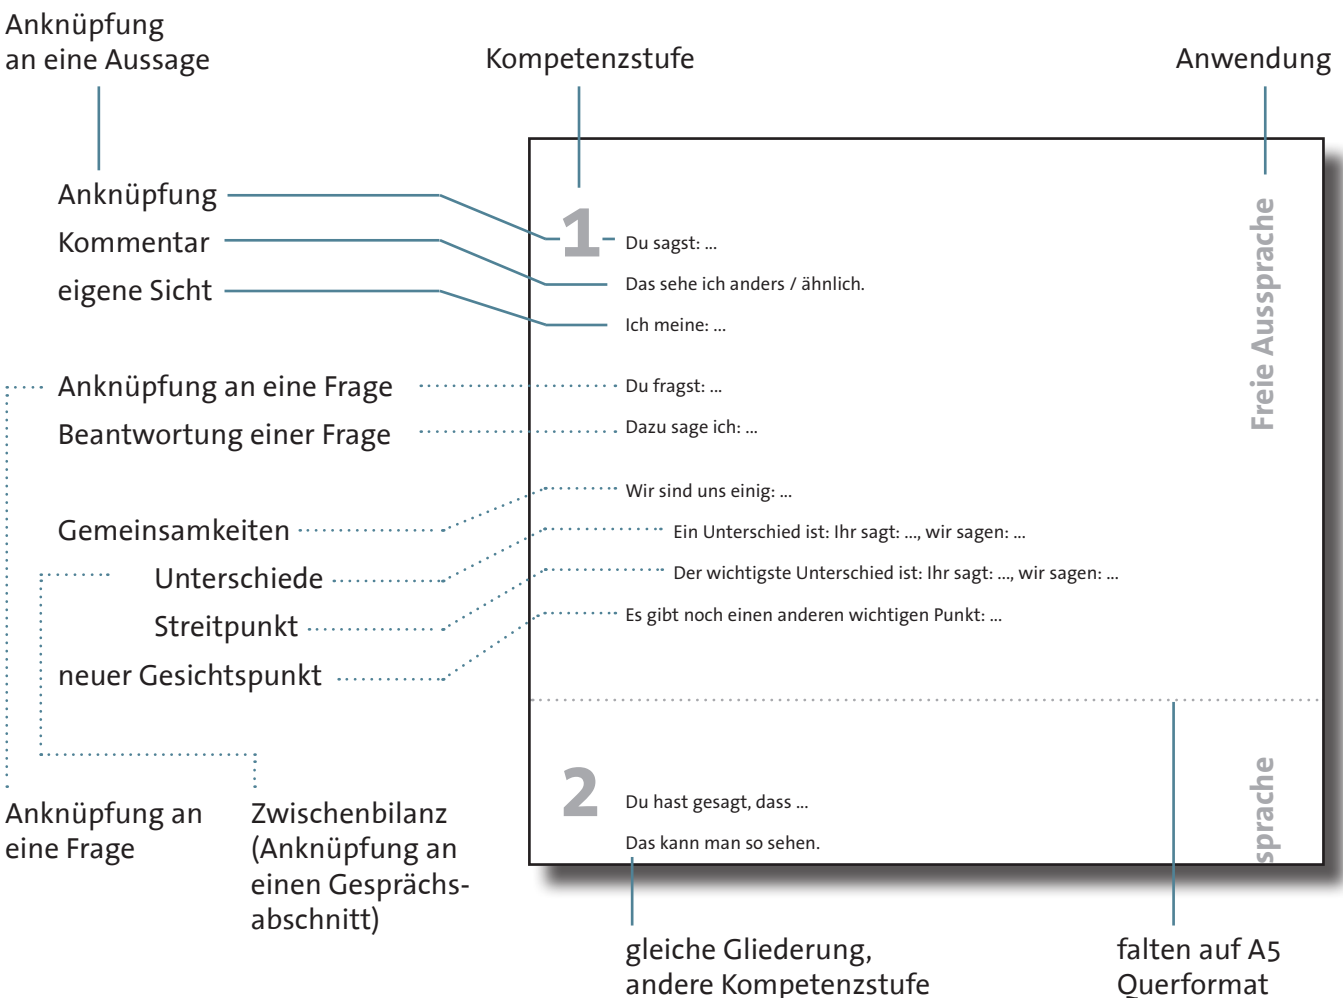 Anknüpfung
an eine Aussage
Kompetenzstufe
Anwendung
Anknüpfung
Kommentar
eigene Sicht
Anknüpfung an eine Frage
Beantwortung einer Frage
Gemeinsamkeiten
Unterschiede
Streitpunkt
neuer Gesichtspunkt
Anknüpfung an
eine Frage
Zwischenbilanz
(Anknüpfung an
einen Gesprächs-
abschnitt)
1
Du sagst: ...
Das sehe ich anders / ähnlich.
Ich meine: ...
Du fragst: ...
Dazu sage ich: ...
Wir sind uns einig: ...
Ein Unterschied ist: Ihr sagt: ..., wir sagen: ...
Der wichtigste Unterschied ist: Ihr sagt: ..., wir sagen: ...
Es gibt noch einen anderen wichtigen Punkt: ...
Freie Aussprache
2
Du hast gesagt, dass ...
Das kann man so sehen.
sprache
gleiche Gliederung,
andere Kompetenzstufe
falten auf A5
Querformat